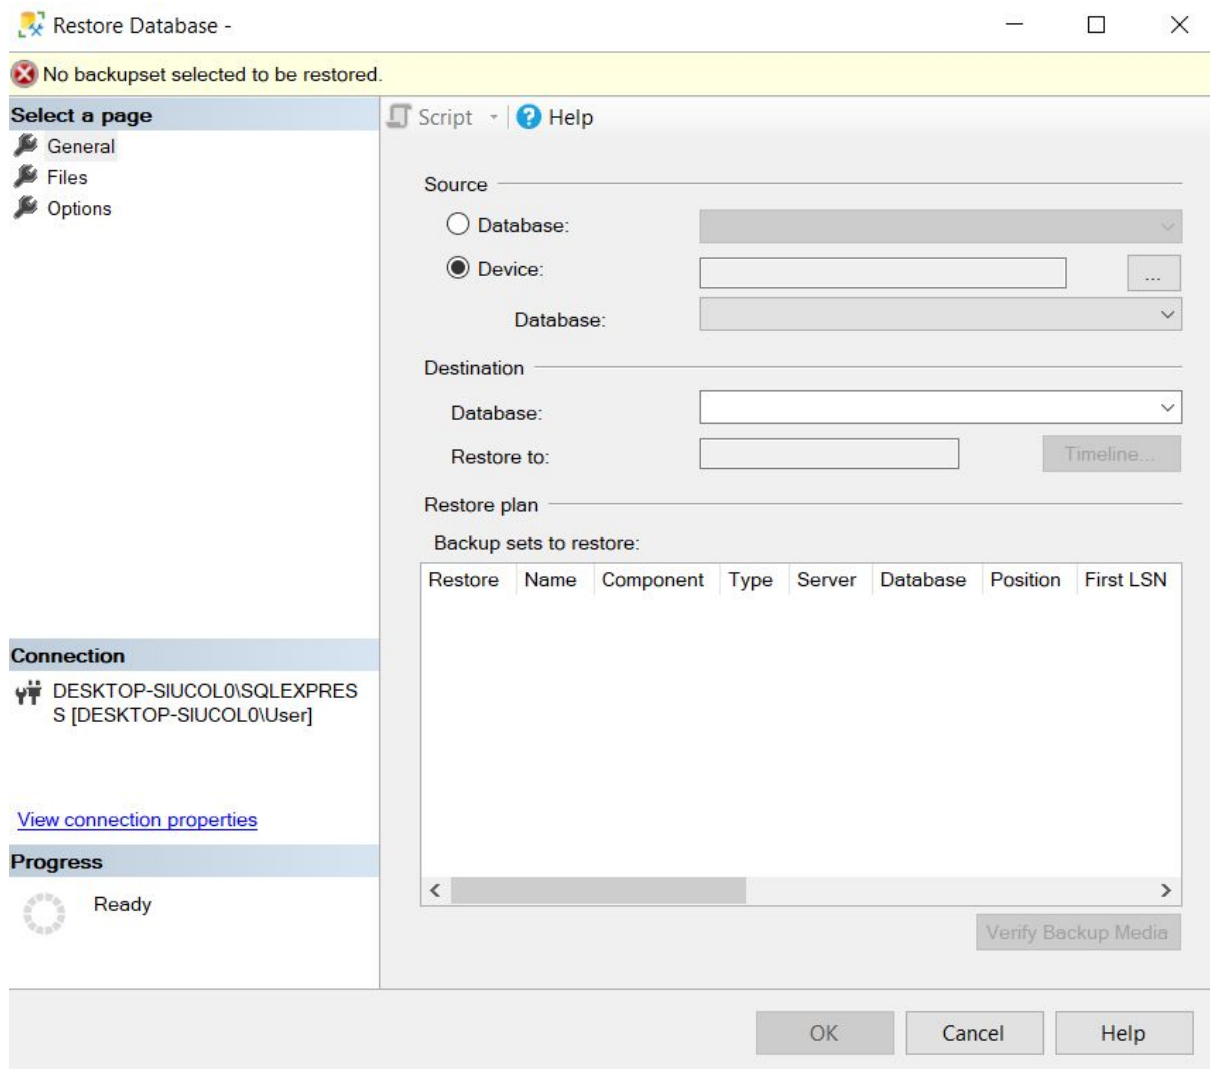 Restore Database -
No backupset selected to be restored.
Select a page
General
Files
Options
Script
Help
Source
Database:
Device:
...
Database:
Destination
Database:
Restore to:
Timeline...
Restore plan
Backup sets to restore:
Restore Name Component Type Server Database Position First LSN
Connection
DESKTOP-SIUCOL0\SQLEXPRES
S [DESKTOP-SIUCOL0\User]
View connection properties
Progress
Ready
Verify Backup Media
OK Cancel Help